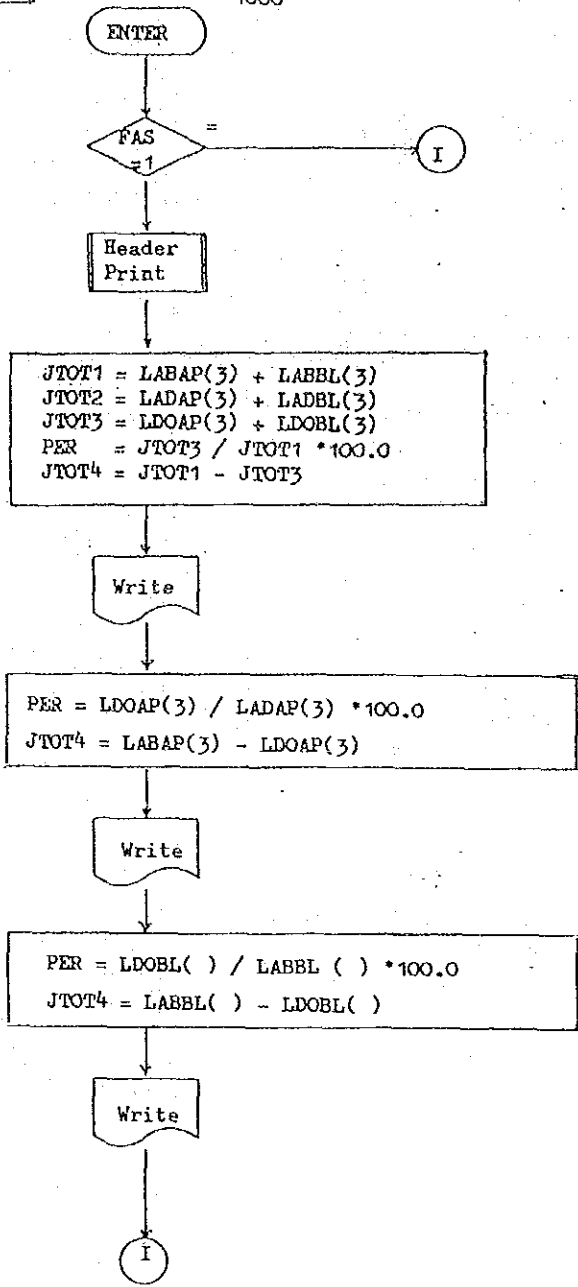 ENTER
FAS
=1
=
I
Header
Print
JTOT1 = LABAP(3) + LABBL(3)
JTOT2 = LADAP(3) + LADBL(3)
JTOT3 = LDOAP(3) + LDOBL(3)
PER = JTOT3 / JTOT1 *100.0
JTOT4 = JTOT1 - JTOT3
Write
PER = LDOAP(3) / LADAP(3) *100.0
JTOT4 = LABAP(3) - LDOAP(3)
Write
PER = LDOBL( ) / LABBL ( ) *100.0
JTOT4 = LABBL( ) - LDOBL( )
Write
I